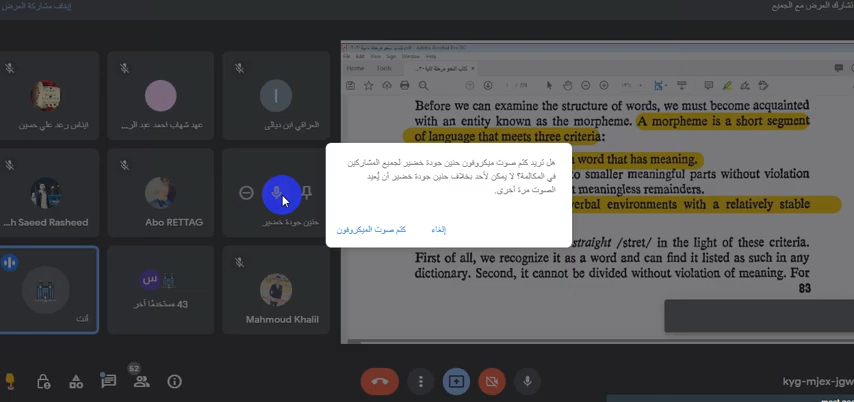 إيقاف مشاركة العرض
تشارك العرض مع الجميع
ايناس رعد علي حسين
عهد شهاب احمد عبد الر...
العراقي ابن ديالى
...h Saeed Rasheed
Abo RETTAG
حنين جودة خضير
أنت
س
43 مستخدمًا آخر
Mahmoud Khalil
هل تريد كتم صوت ميكروفون حنين جودة خضير لجميع المشاركين
في المكالمة؟ لا يمكن لأحد بخلاف حنين جودة خضير أن يُعيد
الصوت مرة أخرى.
إلغاء
كتم صوت الميكروفون
Home Tools
Before we can examine the structure of words, we must become acquainted
with an entity known as the morpheme. A morpheme is a short segment
of language that meets three criteria:
word that has meaning.
to smaller meaningful parts without violation
meaningless remainders.
verbal environments with a relatively stable
straight /stret/ in the light of these criteria.
First of all, we recognize it as a word and can find it listed as such in any
dictionary. Second, it cannot be divided without violation of meaning. For
83
62
kyg-mjex-jgw